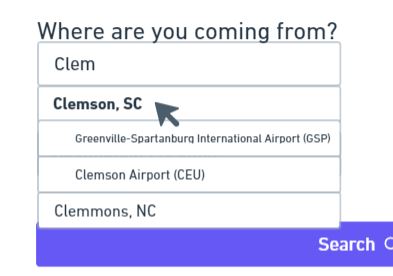 Where are you coming from?
Clem
Clemson, SC
Greenville-Spartanburg International Airport (GSP)
Clemson Airport (CEU)
Clemmons, NC
Search